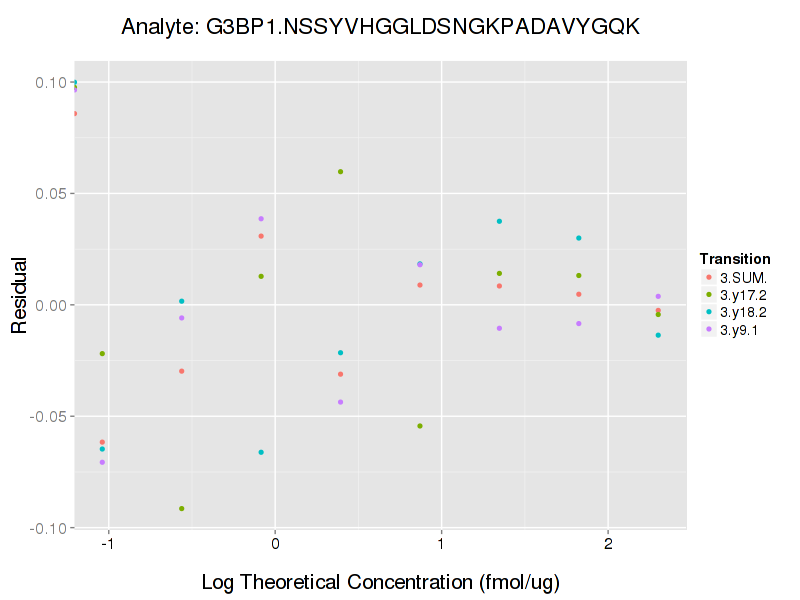 Analyte: G3BP1.NSSYVHGGLDSNGKPADAVYGQK
0.10
0.05
0.00
-0.05
-0.10
Residual
-1
0
1
2
Log Theoretical Concentration (fmol/ug)
Transition
3.SUM.
3.y17.2
3.y18.2
3.y9.1